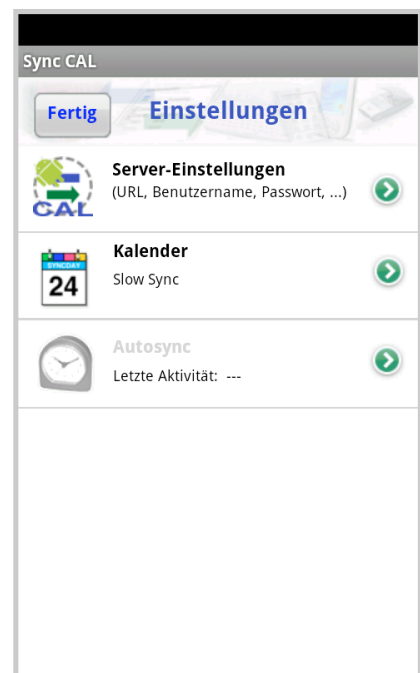 Sync CAL
Fertig
Einstellungen
Server-Einstellungen
(URL, Benutzername, Passwort, ...)
CAL
Kalender
SYNCDAY
24
Slow Sync
Autosync
Letzte Aktivität: ---